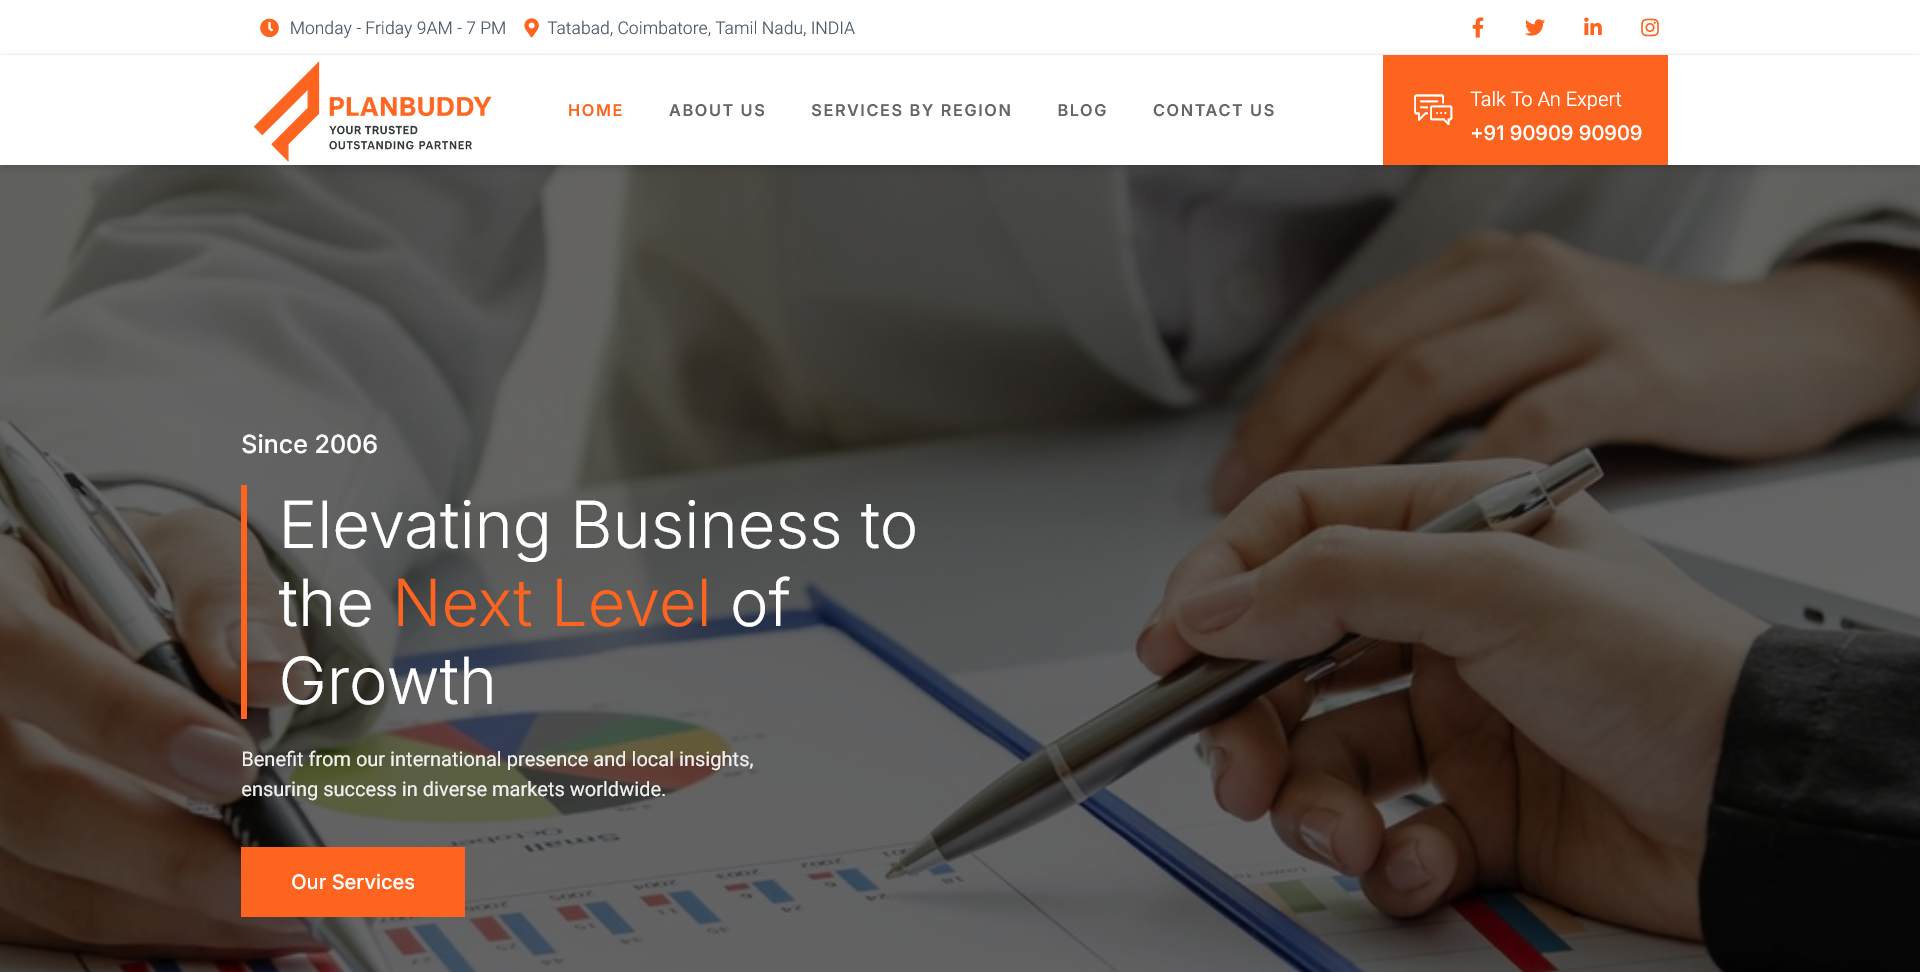 Monday - Friday 9AM - 7 PM
Tatabad, Coimbatore, Tamil Nadu, INDIA
PLANBUDDY
YOUR TRUSTED
OUTSTANDING PARTNER
HOME
ABOUT US
SERVICES BY REGION
BLOG
CONTACT US
Talk To An Expert
+91 90909 90909
Since 2006
Elevating Business to
the Next Level of
Growth
Benefit from our international presence and local insights,
ensuring success in diverse markets worldwide.
Small
October
Our Services